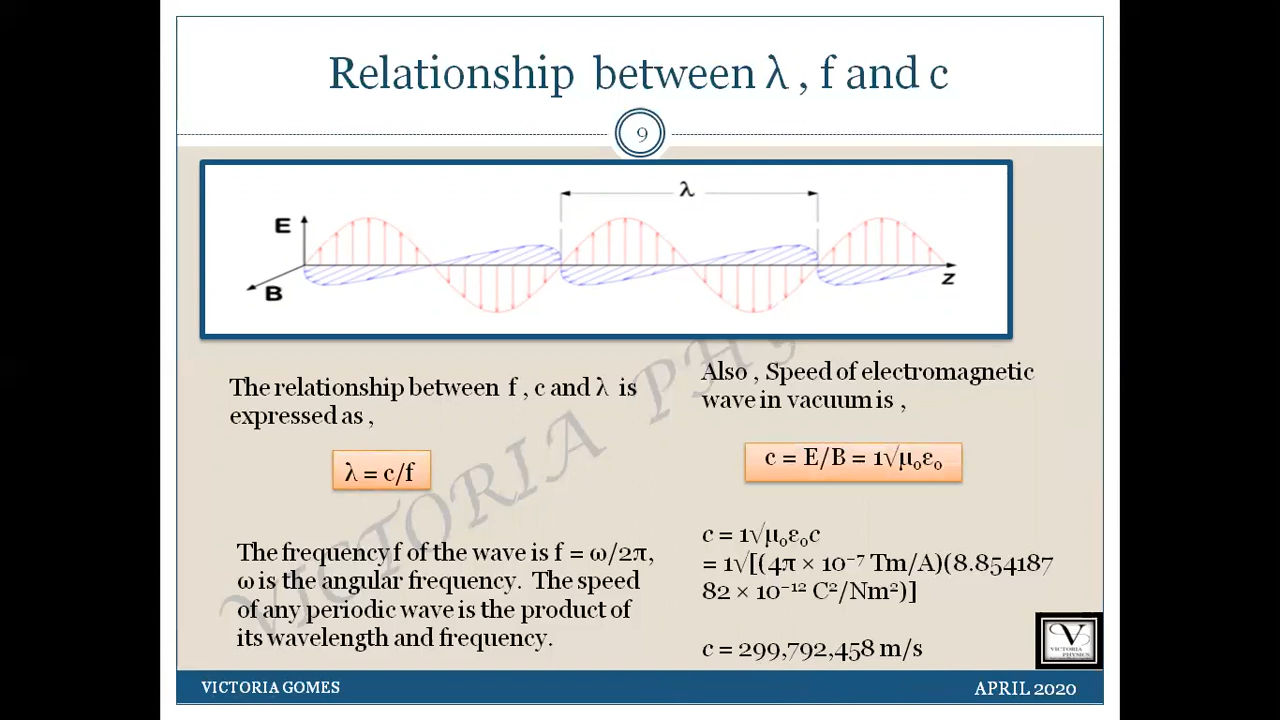 Relationship between λ , f and c
9
λ
E
B
z
The relationship between f , c and λ is
expressed as ,
λ = c/f
The frequency f of the wave is f = ω/2π,
ω is the angular frequency. The speed
of any periodic wave is the product of
its wavelength and frequency.
Also , Speed of electromagnetic
wave in vacuum is ,
c = E/B = 1√μ₀ε₀
c = 1√μ₀ε₀c
= 1√[(4π × 10⁻⁷ Tm/A)(8.854187
82 × 10⁻¹² C²/Nm²)]
c = 299,792,458 m/s
VICTORIA PHY
V
VICTORIA
PHYSICS
VICTORIA GOMES
APRIL 2020